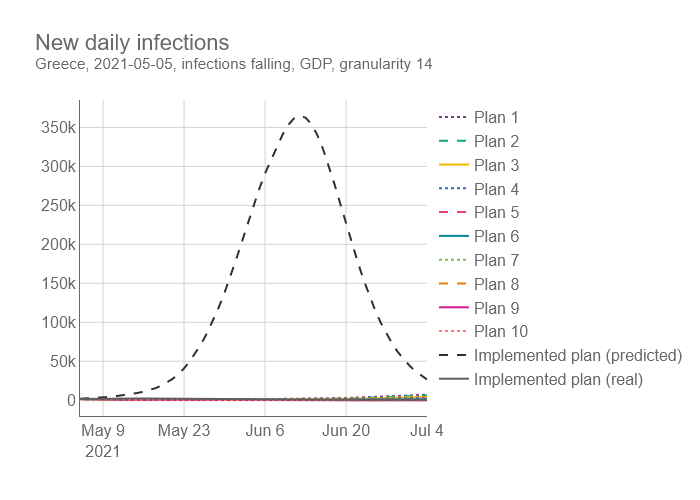 New daily infections
Greece, 2021-05-05, infections falling, GDP, granularity 14
350k
300k
250k
200k
150k
100k
50k
0
May 9
2021
May 23
Jun 6
Jun 20
Jul 4
Plan 1
Plan 2
Plan 3
Plan 4
Plan 5
Plan 6
Plan 7
Plan 8
Plan 9
Plan 10
Implemented plan (predicted)
Implemented plan (real)